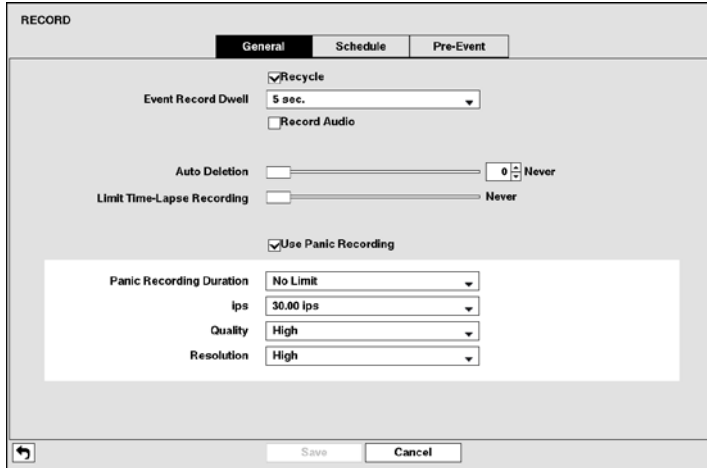 RECORD
General Schedule Pre-Event
Recycle
Event Record Dwell 5 sec.
Record Audio
Auto Deletion 0 Never
Limit Time-Lapse Recording Never
Use Panic Recording
Panic Recording Duration No Limit
ips 30.00 ips
Quality High
Resolution High
Save Cancel